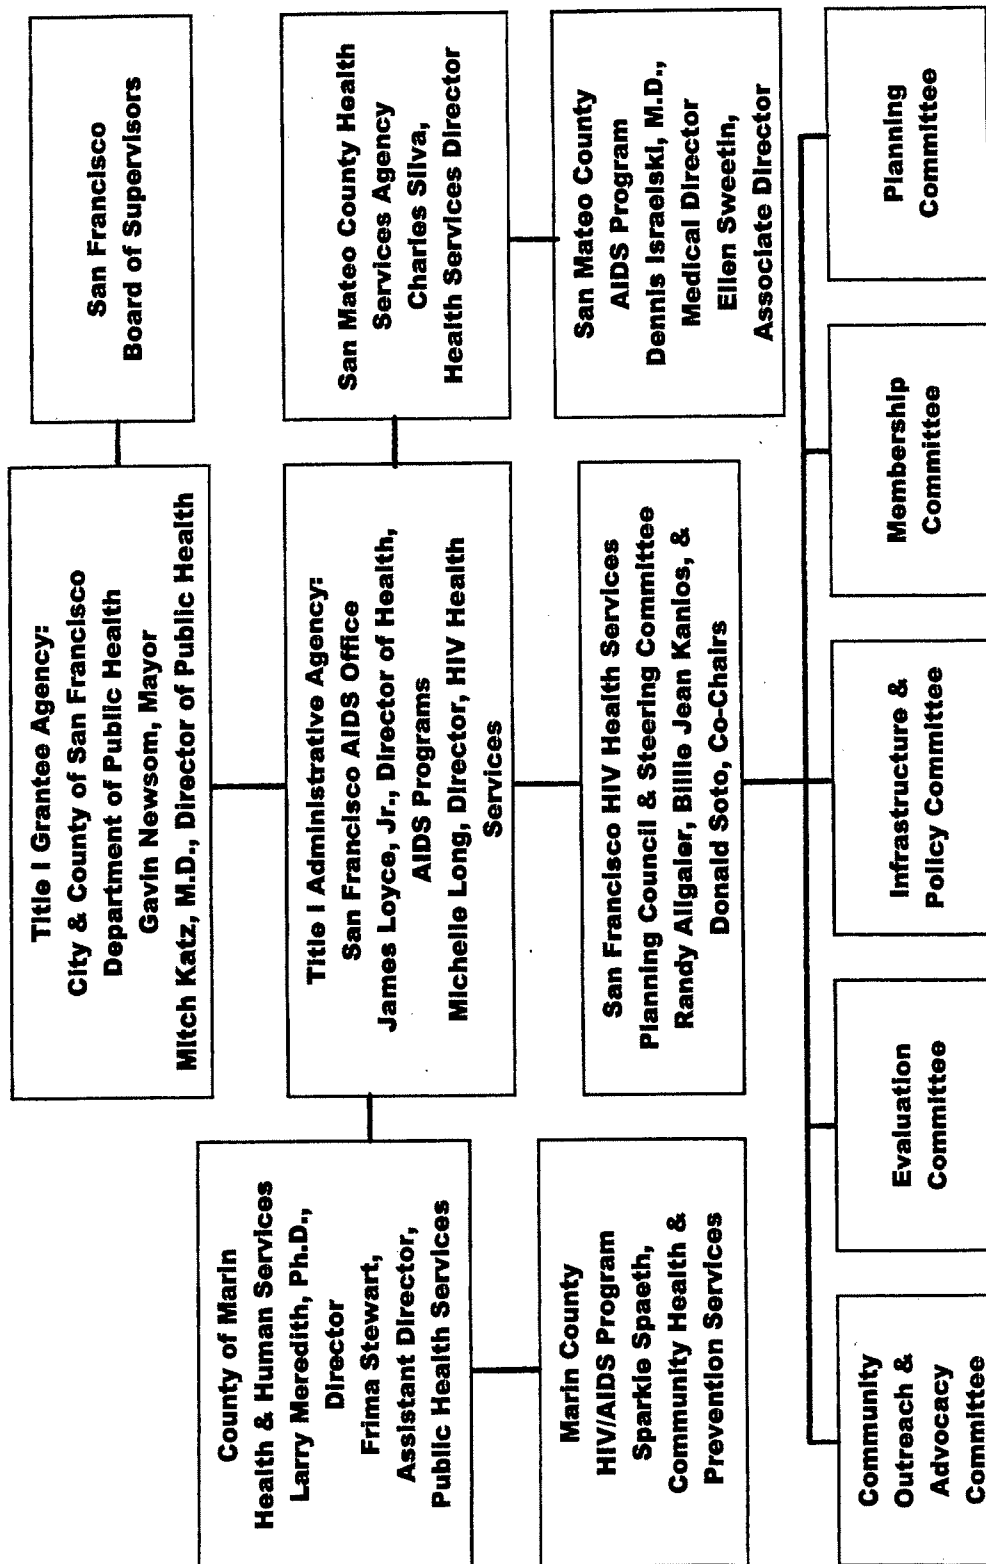 Title I Grantee Agency:
City & County of San Francisco
Department of Public Health
Gavin Newsom, Mayor
Mitch Katz, M.D., Director of Public Health
San Francisco
Board of Supervisors
County of Marin
Health & Human Services
Larry Meredith, Ph.D.,
Director
Frima Stewart,
Assistant Director,
Public Health Services
Title I Administrative Agency:
San Francisco AIDS Office
James Loyce, Jr., Director of Health,
AIDS Programs
Michelle Long, Director, HIV Health
Services
San Mateo County Health
Services Agency
Charles Silva,
Health Services Director
Marin County
HIV/AIDS Program
Sparkie Spaeth,
Community Health &
Prevention Services
San Francisco HIV Health Services
Planning Council & Steering Committee
Randy Allgaier, Billie Jean Kanios, &
Donald Soto, Co-Chairs
San Mateo County
AIDS Program
Dennis Israelski, M.D.,
Medical Director
Ellen Sweetin,
Associate Director
Community
Outreach &
Advocacy
Committee
Evaluation
Committee
Infrastructure &
Policy Committee
Membership
Committee
Planning
Committee